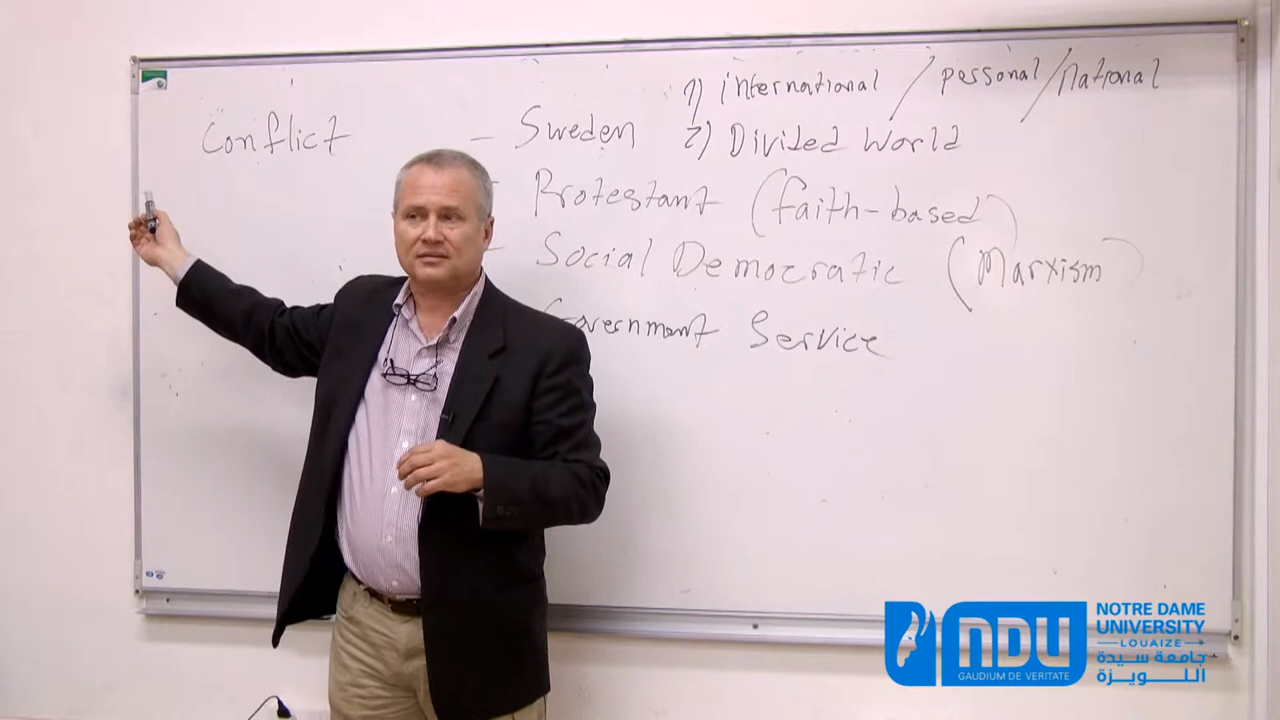 1) international / personal / National
Conflict - Sweden 2) Divided World
- Protestant (faith-based)
- Social Democratic (Marxism)
Government Service
NDU
GAUDIUM DE VERITATE
NOTRE DAME
UNIVERSITY
LOUAIZE
جامعة سيدة
اللويزة